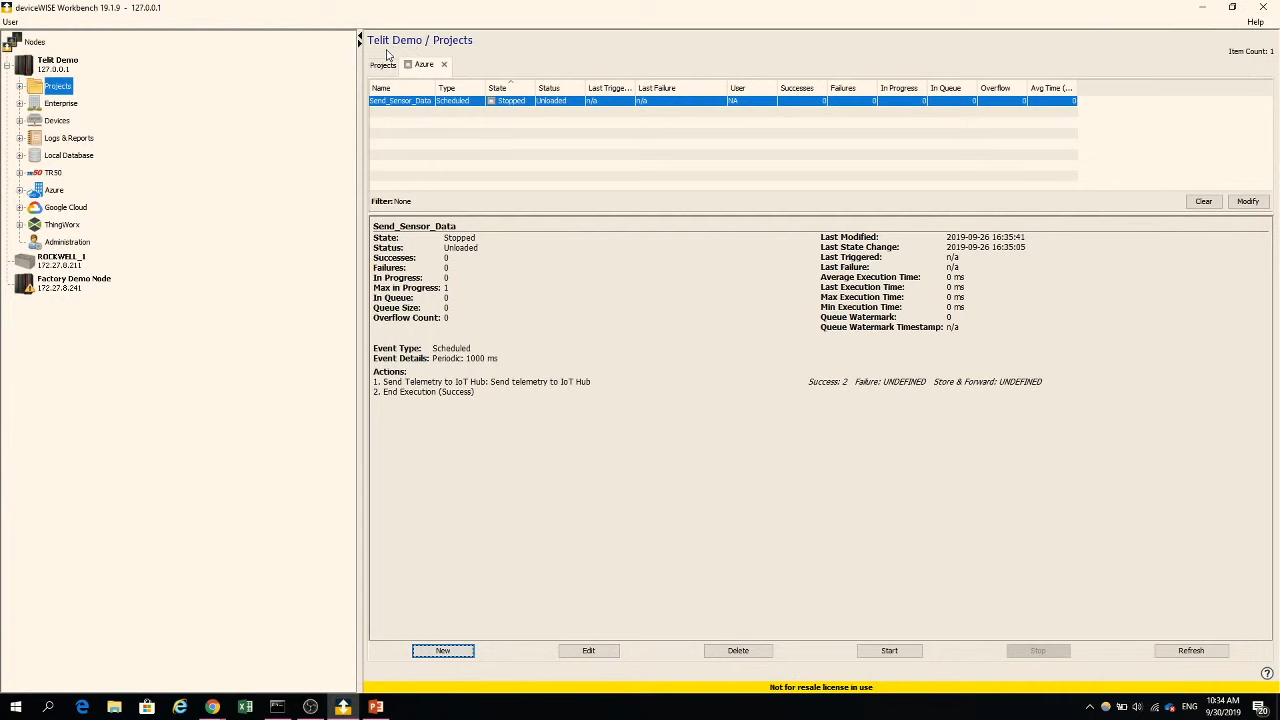 deviceWISE Workbench 19.1.9 - 127.0.0.1
User
Help
Nodes
Telit Demo
127.0.0.1
Projects
Enterprise
Devices
Logs & Reports
Local Database
TR50
Azure
Google Cloud
ThingWorx
Administration
ROCKWELL_1
172.27.8.211
Factory Demo Node
172.27.8.241
Telit Demo / Projects
Item Count: 1
Projects Azure
Name Type State Status Last Trigge... Last Failure User Successes Failures In Progress In Queue Overflow Avg Time (...
Send_Sensor_Data Scheduled Stopped Unloaded n/a n/a NA 0 0 0 0 0 0
Filter: None
Clear Modify
Send_Sensor_Data
State: Stopped
Status: Unloaded
Successes: 0
Failures: 0
In Progress: 0
Max in Progress: 1
In Queue: 0
Queue Size: 0
Overflow Count: 0
Last Modified: 2019-09-26 16:35:41
Last State Change: 2019-09-26 16:35:05
Last Triggered: n/a
Last Failure: n/a
Average Execution Time: 0 ms
Last Execution Time: 0 ms
Max Execution Time: 0 ms
Min Execution Time: 0 ms
Queue Watermark: 0
Queue Watermark Timestamp: n/a
Event Type: Scheduled
Event Details: Periodic: 1000 ms
Actions:
1. Send Telemetry to IoT Hub: Send telemetry to IoT Hub Success: 2 Failure: UNDEFINED Store & Forward: UNDEFINED
2. End Execution (Success)
New Edit Delete Start Stop Refresh
Not for resale license in use
ENG
10:34 AM
9/30/2019
20